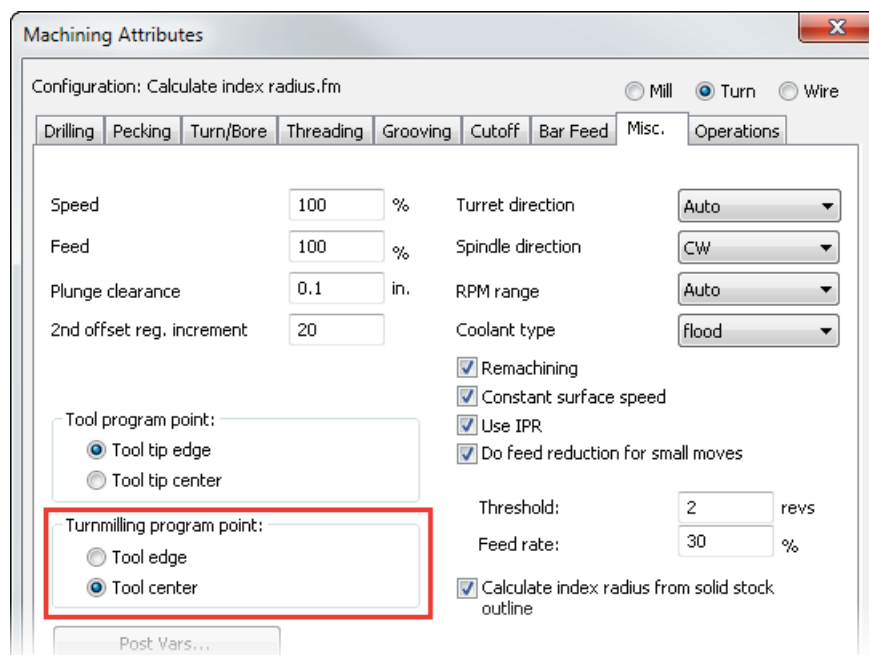 Machining Attributes
Configuration: Calculate index radius.fm
Mill Turn Wire
Drilling Pecking Turn/Bore Threading Grooving Cutoff Bar Feed Misc. Operations
Speed 100 %
Feed 100 %
Plunge clearance 0.1 in.
2nd offset reg. increment 20
Turret direction Auto
Spindle direction CW
RPM range Auto
Coolant type flood
Remachining
Constant surface speed
Use IPR
Do feed reduction for small moves
Tool program point:
Tool tip edge
Tool tip center
Threshold: 2 revs
Feed rate: 30 %
Turnmilling program point:
Tool edge
Tool center
Calculate index radius from solid stock
outline
Post Vars...